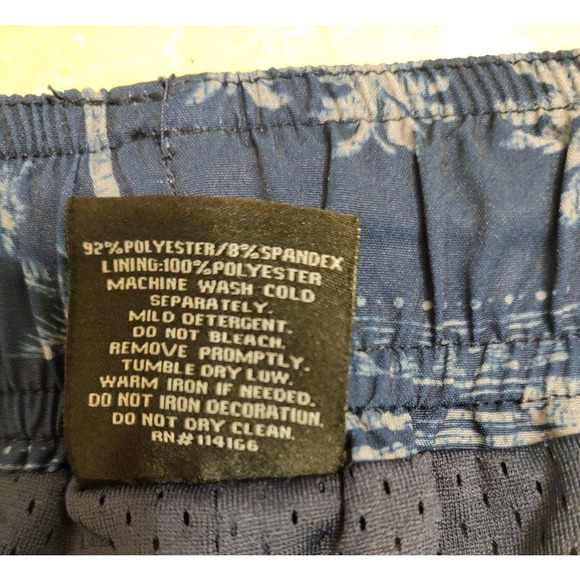 92%POLYESTER/8%SPANDEX
LINING:100%POLYESTER
MACHINE WASH COLD
SEPARATELY.
MILD DETERGENT.
DO NOT BLEACH.
REMOVE PROMPTLY.
TUMBLE DRY LOW.
WARM IRON IF NEEDED.
DO NOT IRON DECORATION.
DO NOT DRY CLEAN.
RN#114166